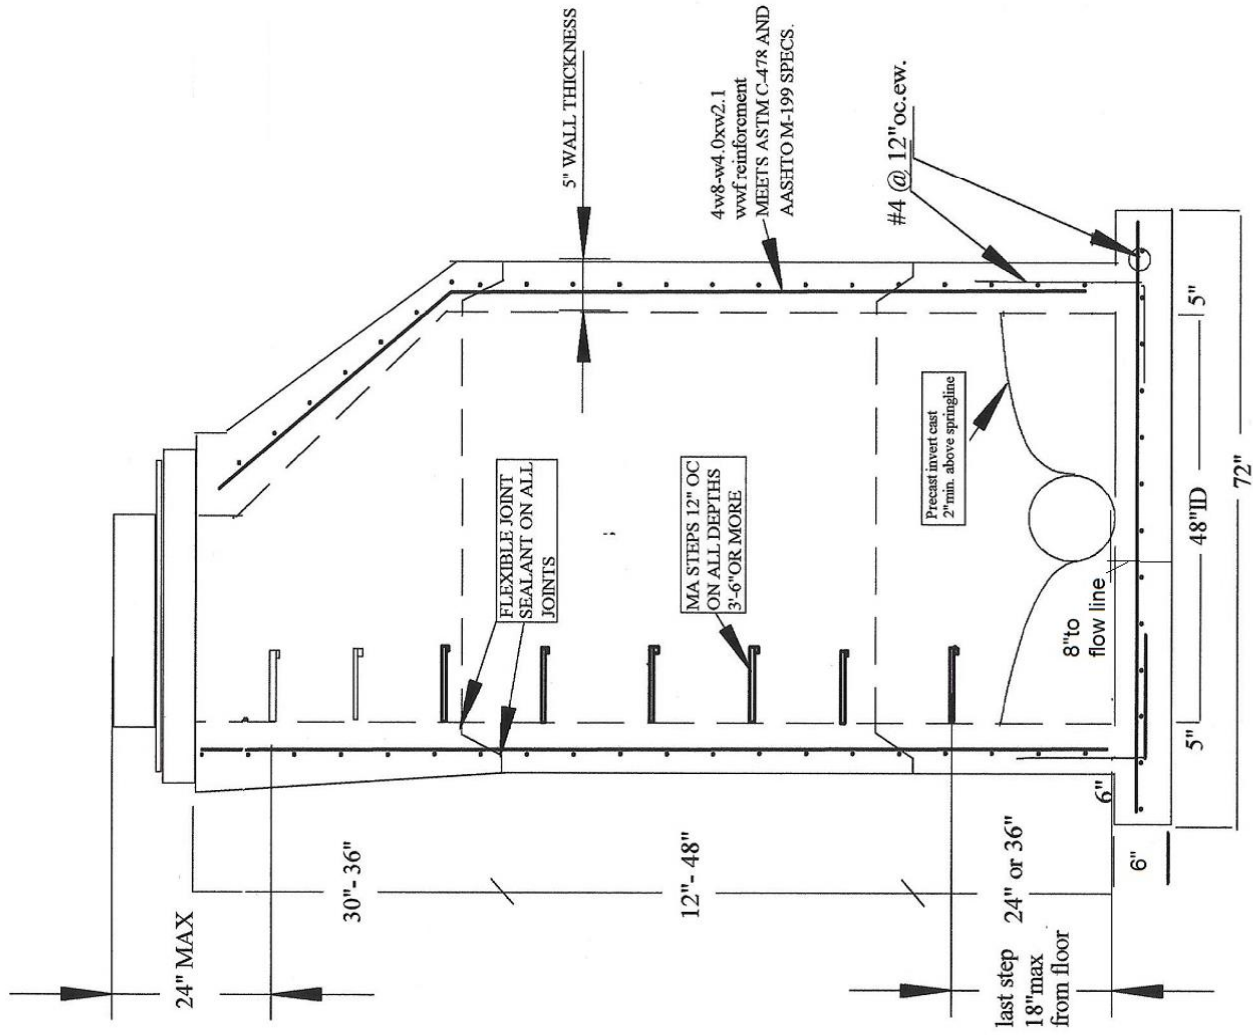 5" WALL THICKNESS
4w8-w4.0xw2.1
wwf reinforcement
MEETS ASTM C-478 AND
AASHTO M-199 SPECS.
#4 @ 12"oc.ew.
FLEXIBLE JOINT
SEALANT ON ALL
JOINTS
MA STEPS 12" OC
ON ALL DEPTHS
3'-6"OR MORE
Precast invert cast
2"min. above springline
8"to
flow line
24" MAX
30"- 36"
12"- 48"
24" or 36"
last step
18"max
from floor
6"
6"
5"
48"ID
5"
72"